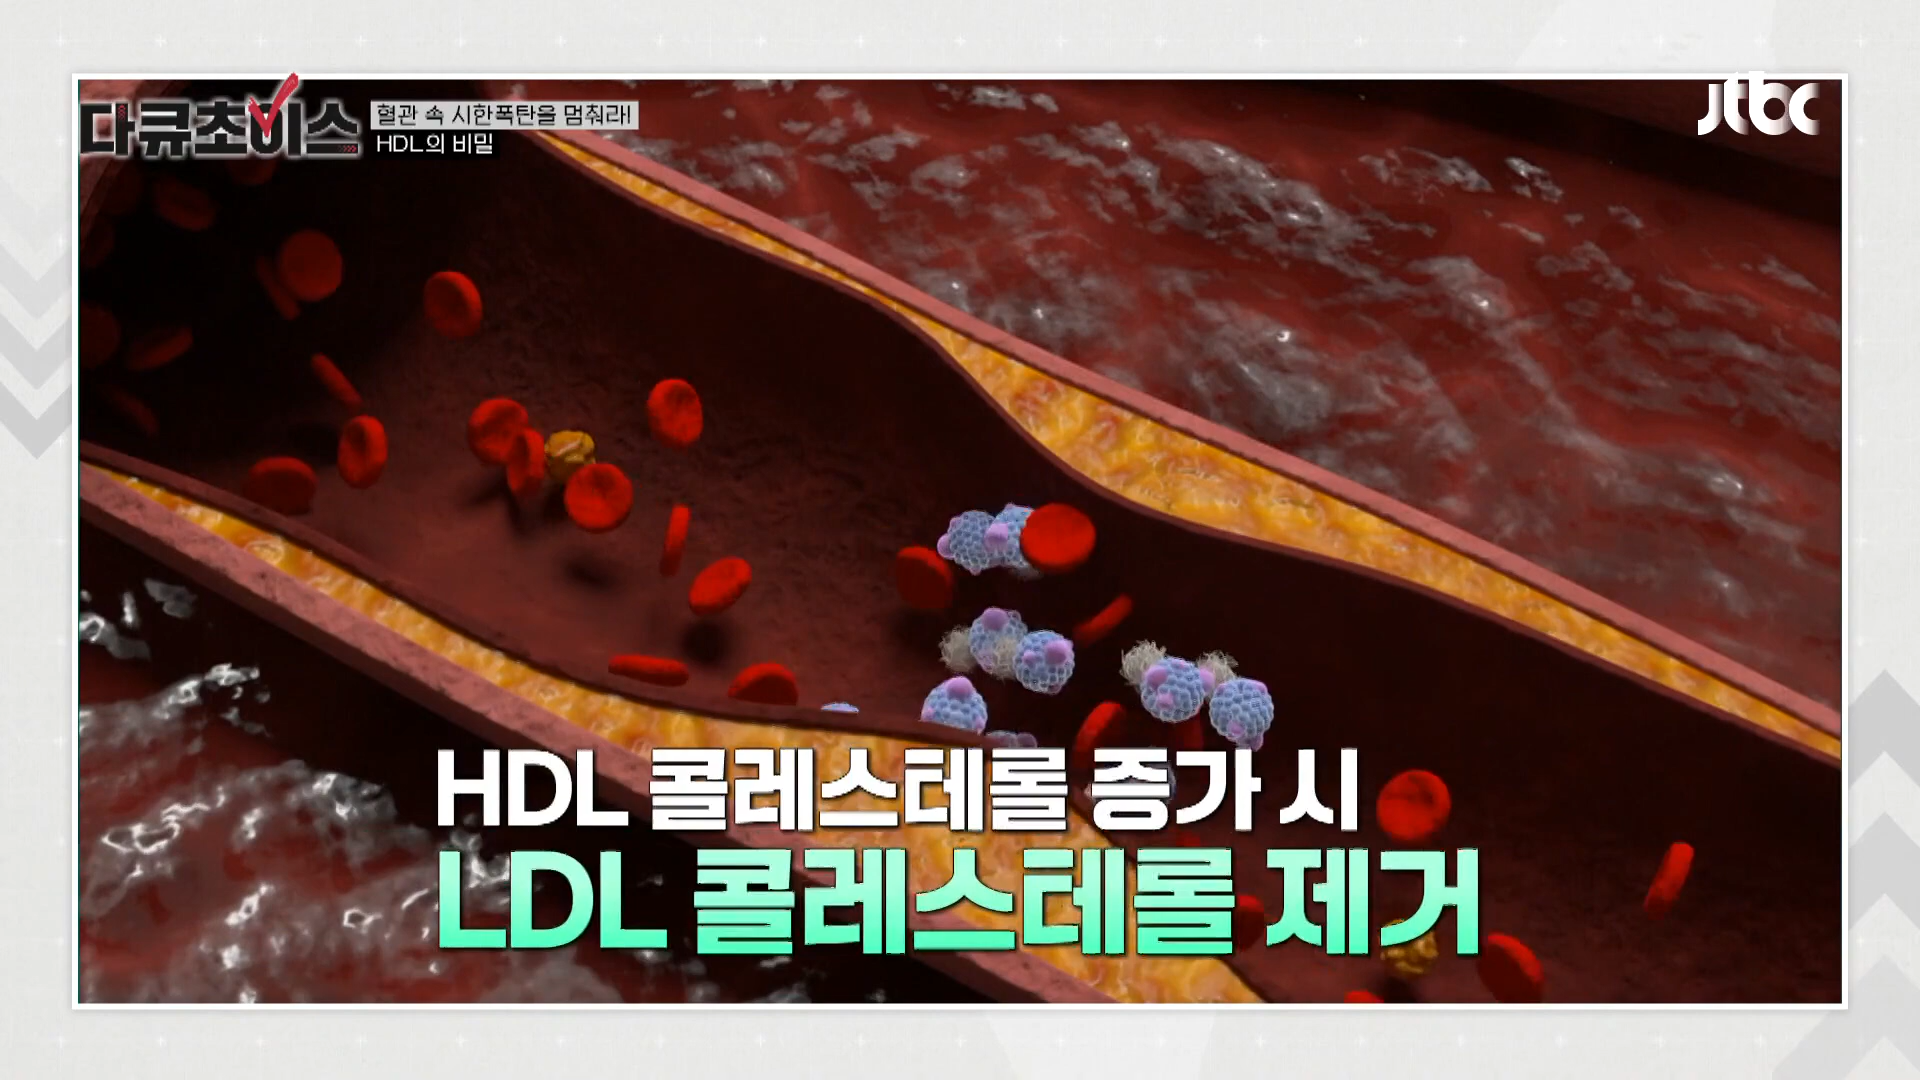 다큐초이스
혈관 속 시한폭탄을 멈춰라!
HDL의 비밀
jtbc
HDL 콜레스테롤 증가 시
LDL 콜레스테롤 제거